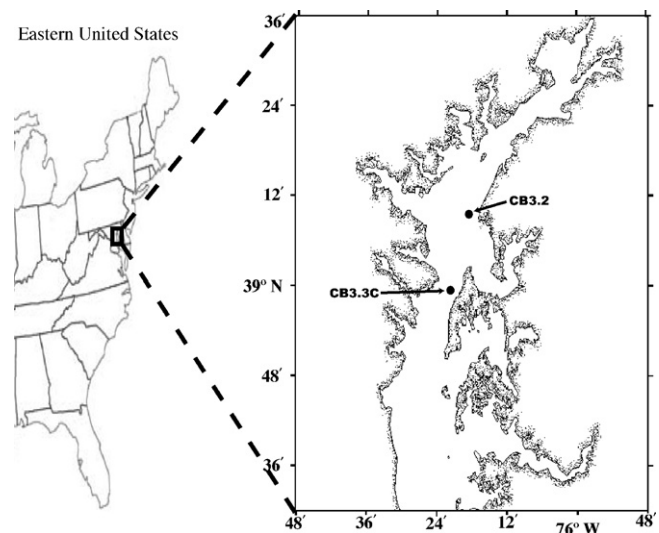 Eastern United States
36′
24′
12′
39° N
48′
36′
CB3.2
CB3.3C
48′ 36′ 24′ 12′ 76° W 48′